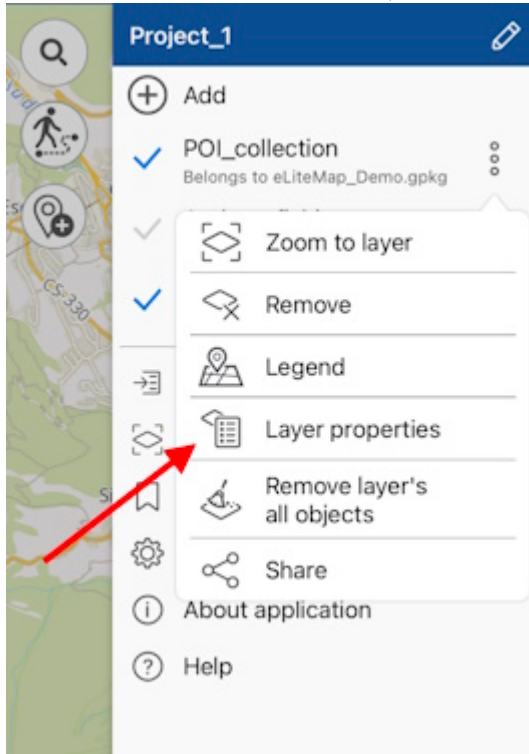 Project_1
Add
POI_collection
Belongs to eLiteMap_Demo.gpkg
Zoom to layer
Remove
Legend
Layer properties
Remove layer's
all objects
Share
About application
Help
CS-330